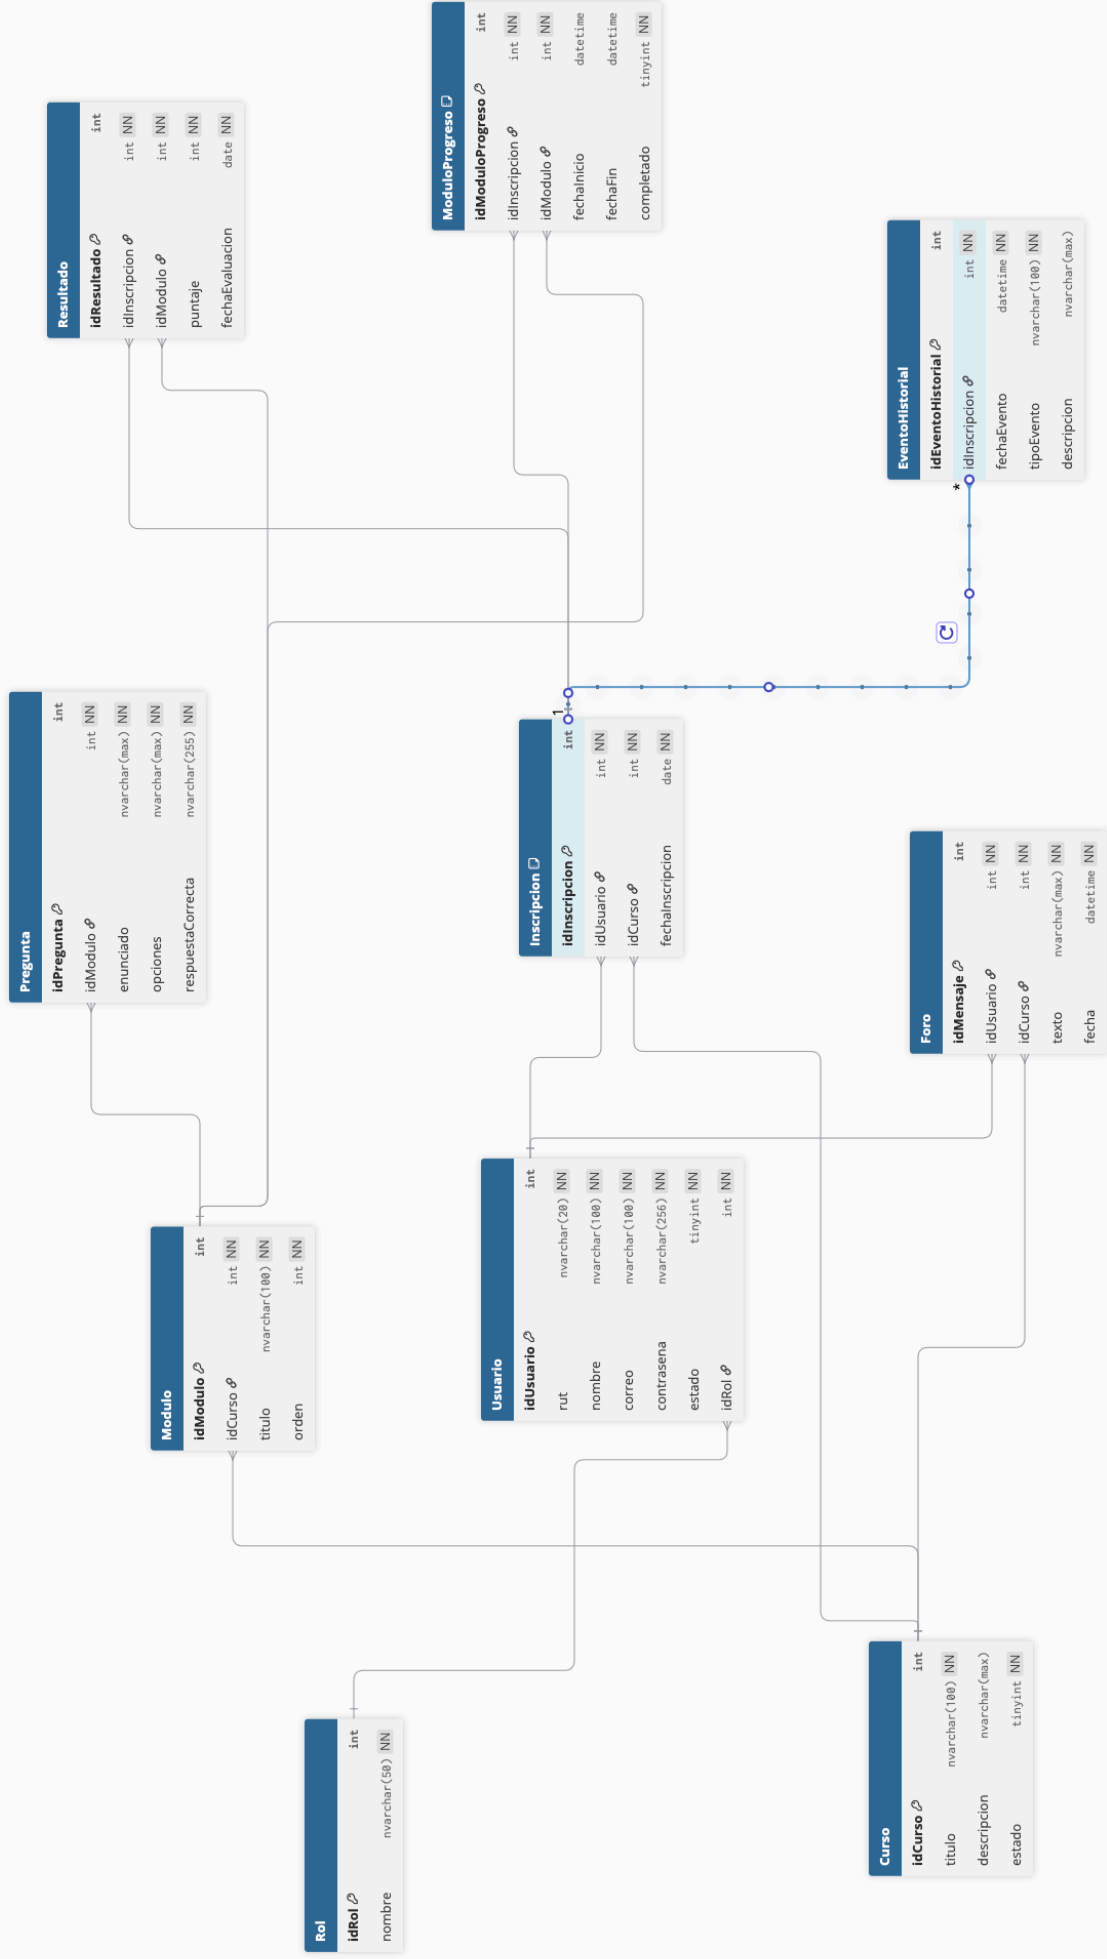 Rol
idRol int
nombre nvarchar(50) NN
Curso
idCurso int
titulo nvarchar(100) NN
descripcion nvarchar(max)
estado tinyint NN
Modulo
idModulo int
idCurso int NN
titulo nvarchar(100) NN
orden int NN
Usuario
idUsuario int
rut nvarchar(20) NN
nombre nvarchar(100) NN
correo nvarchar(100) NN
contrasena nvarchar(256) NN
estado tinyint NN
idRol int NN
Pregunta
idPregunta int
idModulo int NN
enunciado nvarchar(max) NN
opciones nvarchar(max) NN
respuestaCorrecta nvarchar(255) NN
Inscripcion
idInscripcion int
idUsuario int NN
idCurso int NN
fechaInscripcion date NN
1
Foro
idMensaje int
idUsuario int NN
idCurso int NN
texto nvarchar(max) NN
fecha datetime NN
Resultado
idResultado int
idInscripcion int NN
idModulo int NN
puntaje int NN
fechaEvaluacion date NN
ModuloProgreso
idModuloProgreso int
idInscripcion int NN
idModulo int NN
fechaInicio datetime
fechaFin datetime
completado tinyint NN
*
EventoHistorial
idEventoHistorial int
idInscripcion int NN
fechaEvento datetime NN
tipoEvento nvarchar(100) NN
descripcion nvarchar(max)